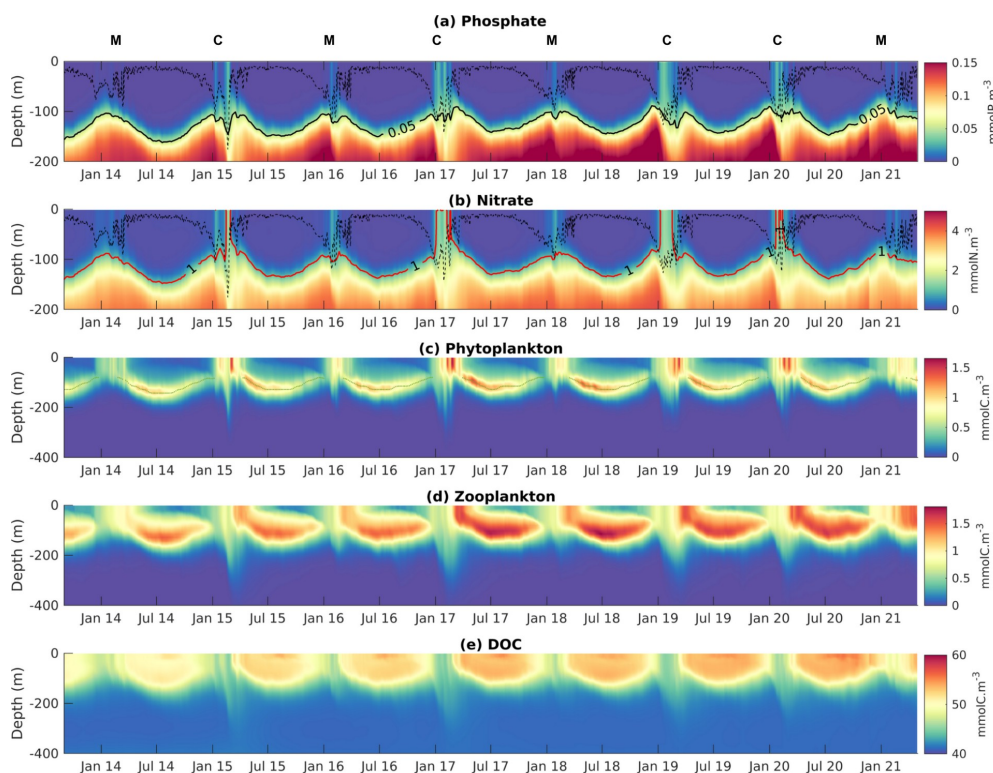 (a) Phosphate
M C M C M C C M
0
-100
-200
Depth (m)
0.05
0.05
Jan 14 Jul 14 Jan 15 Jul 15 Jan 16 Jul 16 Jan 17 Jul 17 Jan 18 Jul 18 Jan 19 Jul 19 Jan 20 Jul 20 Jan 21
0.15
0.1
0.05
0
mmolP.m-3
(b) Nitrate
0
-100
-200
Depth (m)
1 1 1 1 1 1
Jan 14 Jul 14 Jan 15 Jul 15 Jan 16 Jul 16 Jan 17 Jul 17 Jan 18 Jul 18 Jan 19 Jul 19 Jan 20 Jul 20 Jan 21
4
2
0
mmolN.m-3
(c) Phytoplankton
0
-200
-400
Depth (m)
Jan 14 Jul 14 Jan 15 Jul 15 Jan 16 Jul 16 Jan 17 Jul 17 Jan 18 Jul 18 Jan 19 Jul 19 Jan 20 Jul 20 Jan 21
1.5
1
0.5
0
mmolC.m-3
(d) Zooplankton
0
-200
-400
Depth (m)
Jan 14 Jul 14 Jan 15 Jul 15 Jan 16 Jul 16 Jan 17 Jul 17 Jan 18 Jul 18 Jan 19 Jul 19 Jan 20 Jul 20 Jan 21
1.5
1
0.5
0
mmolC.m-3
(e) DOC
0
-200
-400
Depth (m)
Jan 14 Jul 14 Jan 15 Jul 15 Jan 16 Jul 16 Jan 17 Jul 17 Jan 18 Jul 18 Jan 19 Jul 19 Jan 20 Jul 20 Jan 21
60
50
40
mmolC.m-3